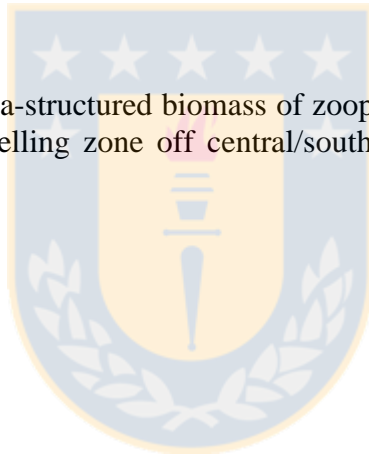 a-structured biomass of zoop
elling zone off central/south